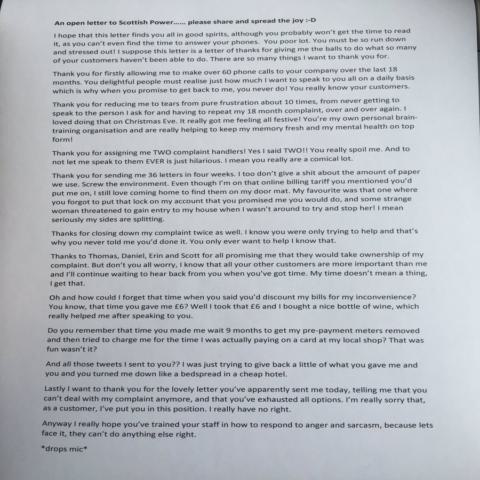 An open letter to Scottish Power...... please share and spread the joy :-D
I hope that this letter finds you all in good spirits, although you probably won't get the time to read
it, as you can't even find the time to answer your phones. You poor lot. You must be so run down
and stressed out! I suppose this letter is a letter of thanks for giving me the balls to do what so many
of your customers haven't been able to do. There are so many things I want to thank you for.
Thank you for firstly allowing me to make over 60 phone calls to your company over the last 18
months. You delightful people must realise just how much I want to speak to you all on a daily basis
which is why when you promise to get back to me, you never do! You really know your customers.
Thank you for reducing me to tears from pure frustration about 10 times, from never getting to
speak to the person I ask for and having to repeat my 18 month complaint, over and over again. I
loved doing that on Christmas Eve. It really got me feeling all festive! You're my own personal brain-
training organisation and are really helping to keep my memory fresh and my mental health on top
form!
Thank you for assigning me TWO complaint handlers! Yes I said TWO!! You really spoil me. And to
not let me speak to them EVER is just hilarious. I mean you really are a comical lot.
Thank you for sending me 36 letters in four weeks. I too don't give a shit about the amount of paper
we use. Screw the environment. Even though I'm on that online billing tariff you mentioned you'd
put me on, I still love coming home to find them on my door mat. My favourite was that one where
you forgot to put that lock on my account that you promised me you would do, and some strange
woman threatened to gain entry to my house when I wasn't around to try and stop her! I mean
seriously my sides are splitting.
Thanks for closing down my complaint twice as well. I know you were only trying to help and that's
why you never told me you'd done it. You only ever want to help I know that.
Thanks to Thomas, Daniel, Erin and Scott for all promising me that they would take ownership of my
complaint. But don't you all worry, I know that all your other customers are more important than me
and I'll continue waiting to hear back from you when you've got time. My time doesn't mean a thing,
I get that.
Oh and how could I forget that time when you said you'd discount my bills for my inconvenience?
You know, that time you gave me £6? Well I took that £6 and I bought a nice bottle of wine, which
really helped me after speaking to you.
Do you remember that time you made me wait 9 months to get my pre-payment meters removed
and then tried to charge me for the time I was actually paying on a card at my local shop? That was
fun wasn't it?
And all those tweets I sent to you?? I was just trying to give back a little of what you gave me and
you and you turned me down like a bedspread in a cheap hotel.
Lastly I want to thank you for the lovely letter you've apparently sent me today, telling me that you
can't deal with my complaint anymore, and that you've exhausted all options. I'm really sorry that,
as a customer, I've put you in this position. I really have no right.
Anyway I really hope you've trained your staff in how to respond to anger and sarcasm, because lets
face it, they can't do anything else right.
*drops mic*